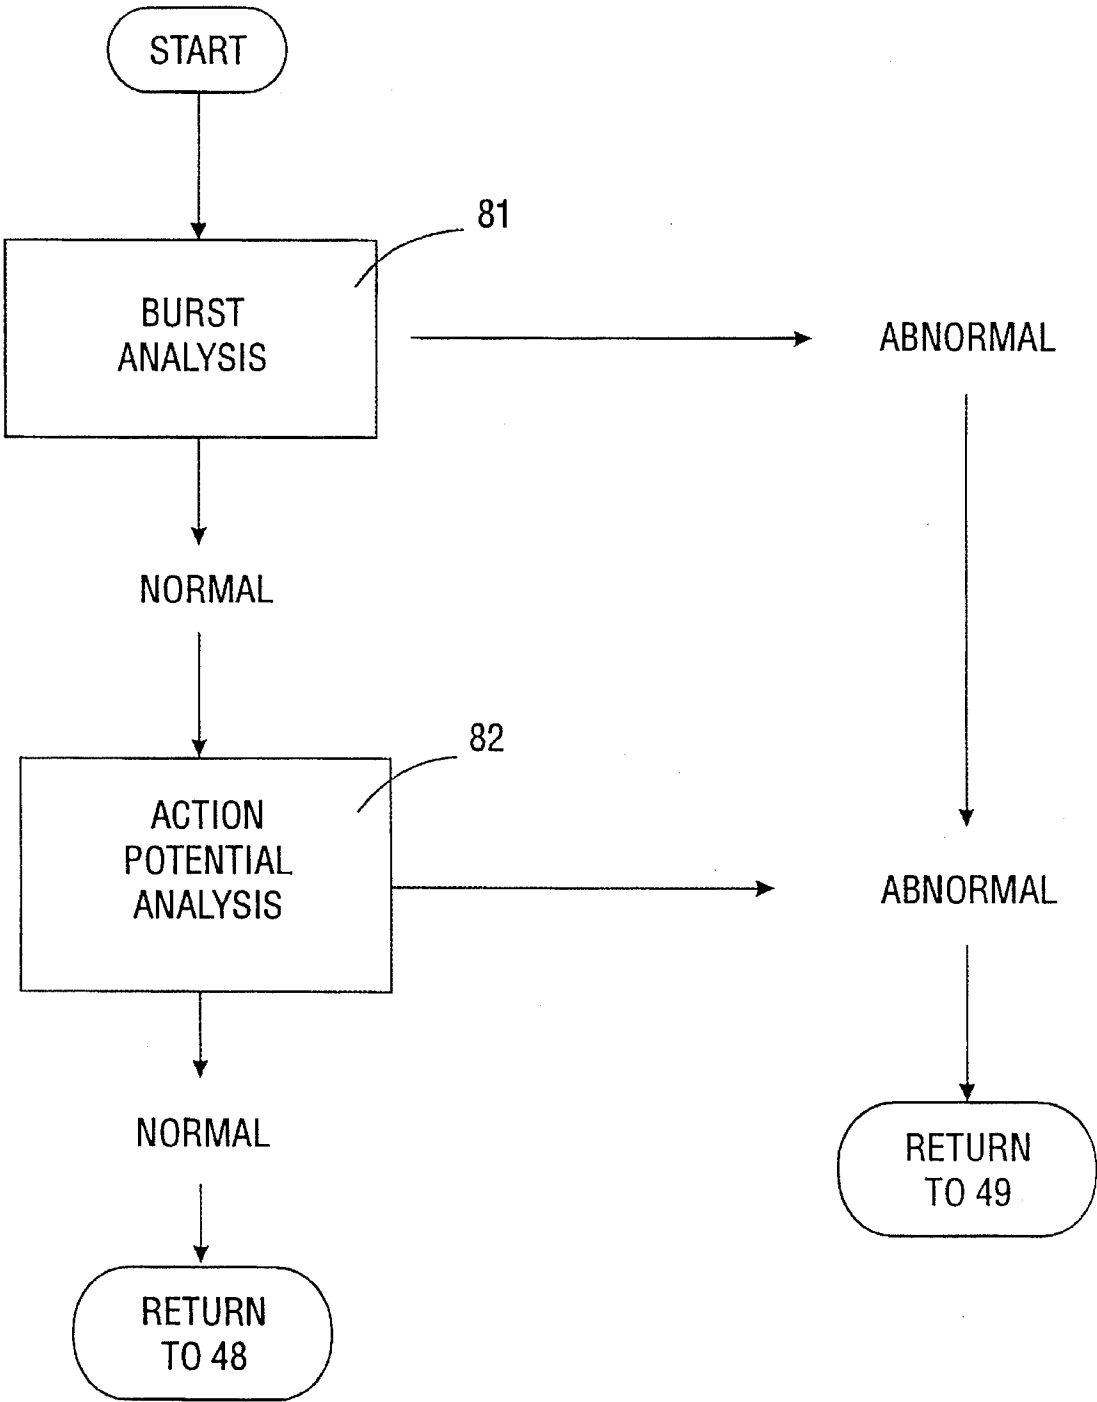 START
81
BURST
ANALYSIS
ABNORMAL
NORMAL
82
ACTION
POTENTIAL
ANALYSIS
ABNORMAL
NORMAL
RETURN
TO 49
RETURN
TO 48